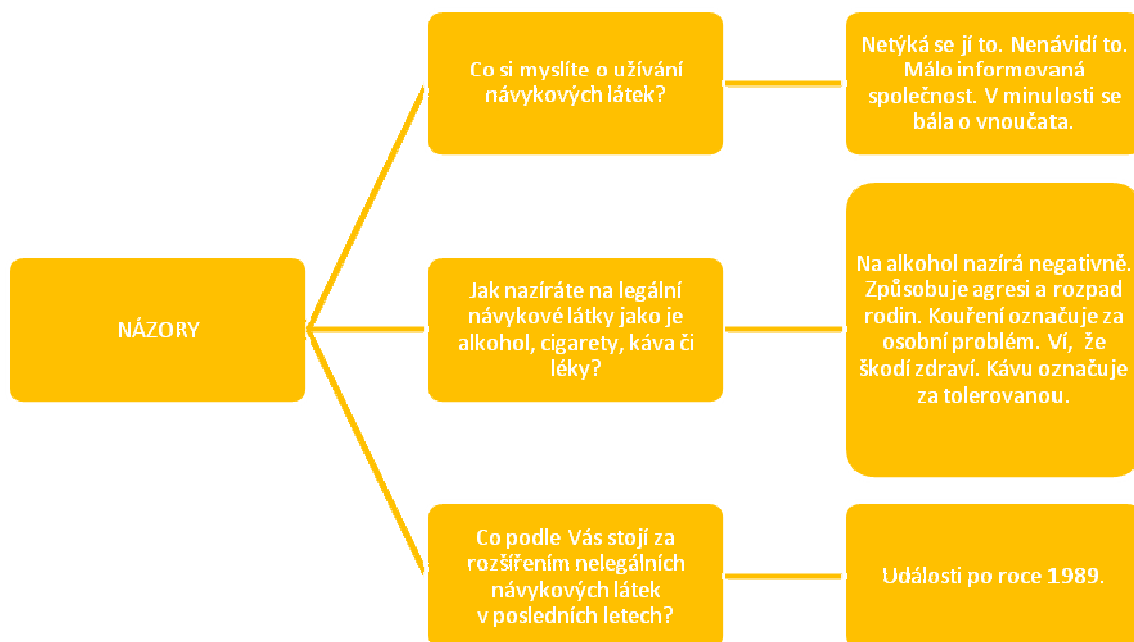 NÁZORY
Co si myslíte o užívání
návykových látek?
Netýká se jí to. Nenávidí to.
Málo informovaná
společnost. V minulosti se
bála o vnoučata.
Jak nazíráte na legální
návykové látky jako je
alkohol, cigarety, káva či
léky?
Na alkohol nazírá negativně.
Způsobuje agresi a rozpad
rodin. Kouření označuje za
osobní problém. Ví, že
škodí zdraví. Kávu označuje
za tolerovanou.
Co podle Vás stojí za
rozšířením nelegálních
návykových látek
v posledních letech?
Události po roce 1989.